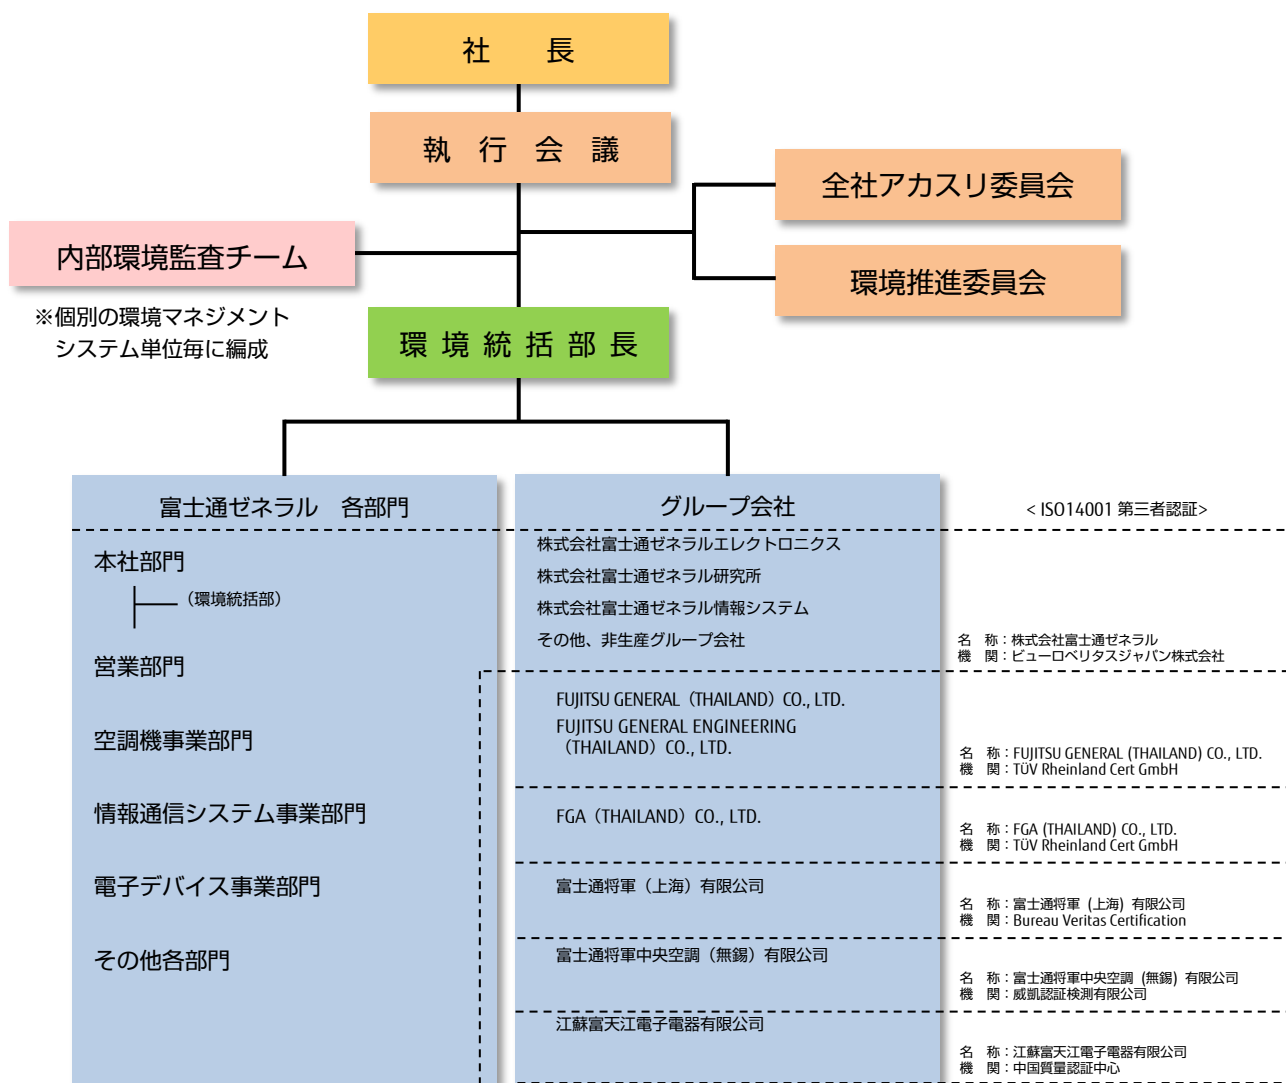 社　長
執　行　会　議
全社アカスリ委員会
内部環境監査チーム
環境推進委員会
※個別の環境マネジメント
システム単位毎に編成
環 境 統 括 部 長
富士通ゼネラル　各部門
本社部門
（環境統括部）
営業部門
空調機事業部門
情報通信システム事業部門
電子デバイス事業部門
その他各部門
グループ会社
株式会社富士通ゼネラルエレクトロニクス
株式会社富士通ゼネラル研究所
株式会社富士通ゼネラル情報システム
その他、非生産グループ会社
FUJITSU GENERAL（THAILAND）CO., LTD.
FUJITSU GENERAL ENGINEERING
（THAILAND）CO., LTD.
FGA（THAILAND）CO., LTD.
富士通将軍（上海）有限公司
富士通将軍中央空調（無錫）有限公司
江蘇富天江電子電器有限公司
< ISO14001 第三者認証>
名　称：株式会社富士通ゼネラル
機　関：ビューローベリタスジャパン株式会社
名　称：FUJITSU GENERAL (THAILAND) CO., LTD.
機　関：TÜV Rheinland Cert GmbH
名　称：FGA (THAILAND) CO., LTD.
機　関：TÜV Rheinland Cert GmbH
名　称：富士通将軍（上海）有限公司
機　関：Bureau Veritas Certification
名　称：富士通将軍中央空調（無錫）有限公司
機　関：威凱認証検測有限公司
名　称：江蘇富天江電子電器有限公司
機　関：中国質量認証中心